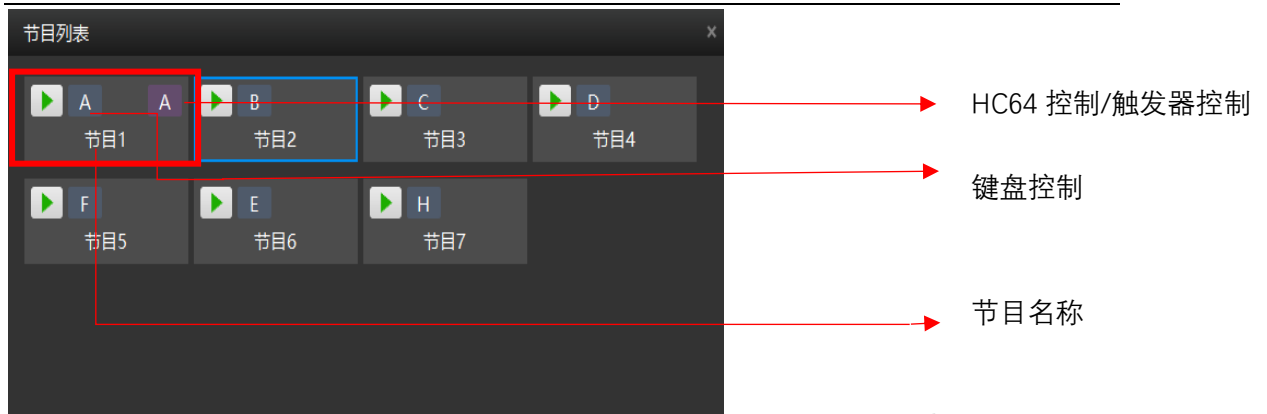 节目列表 x
A A B C D
节目1 节目2 节目3 节目4
F E H
节目5 节目6 节目7
HC64 控制/触发器控制
键盘控制
节目名称